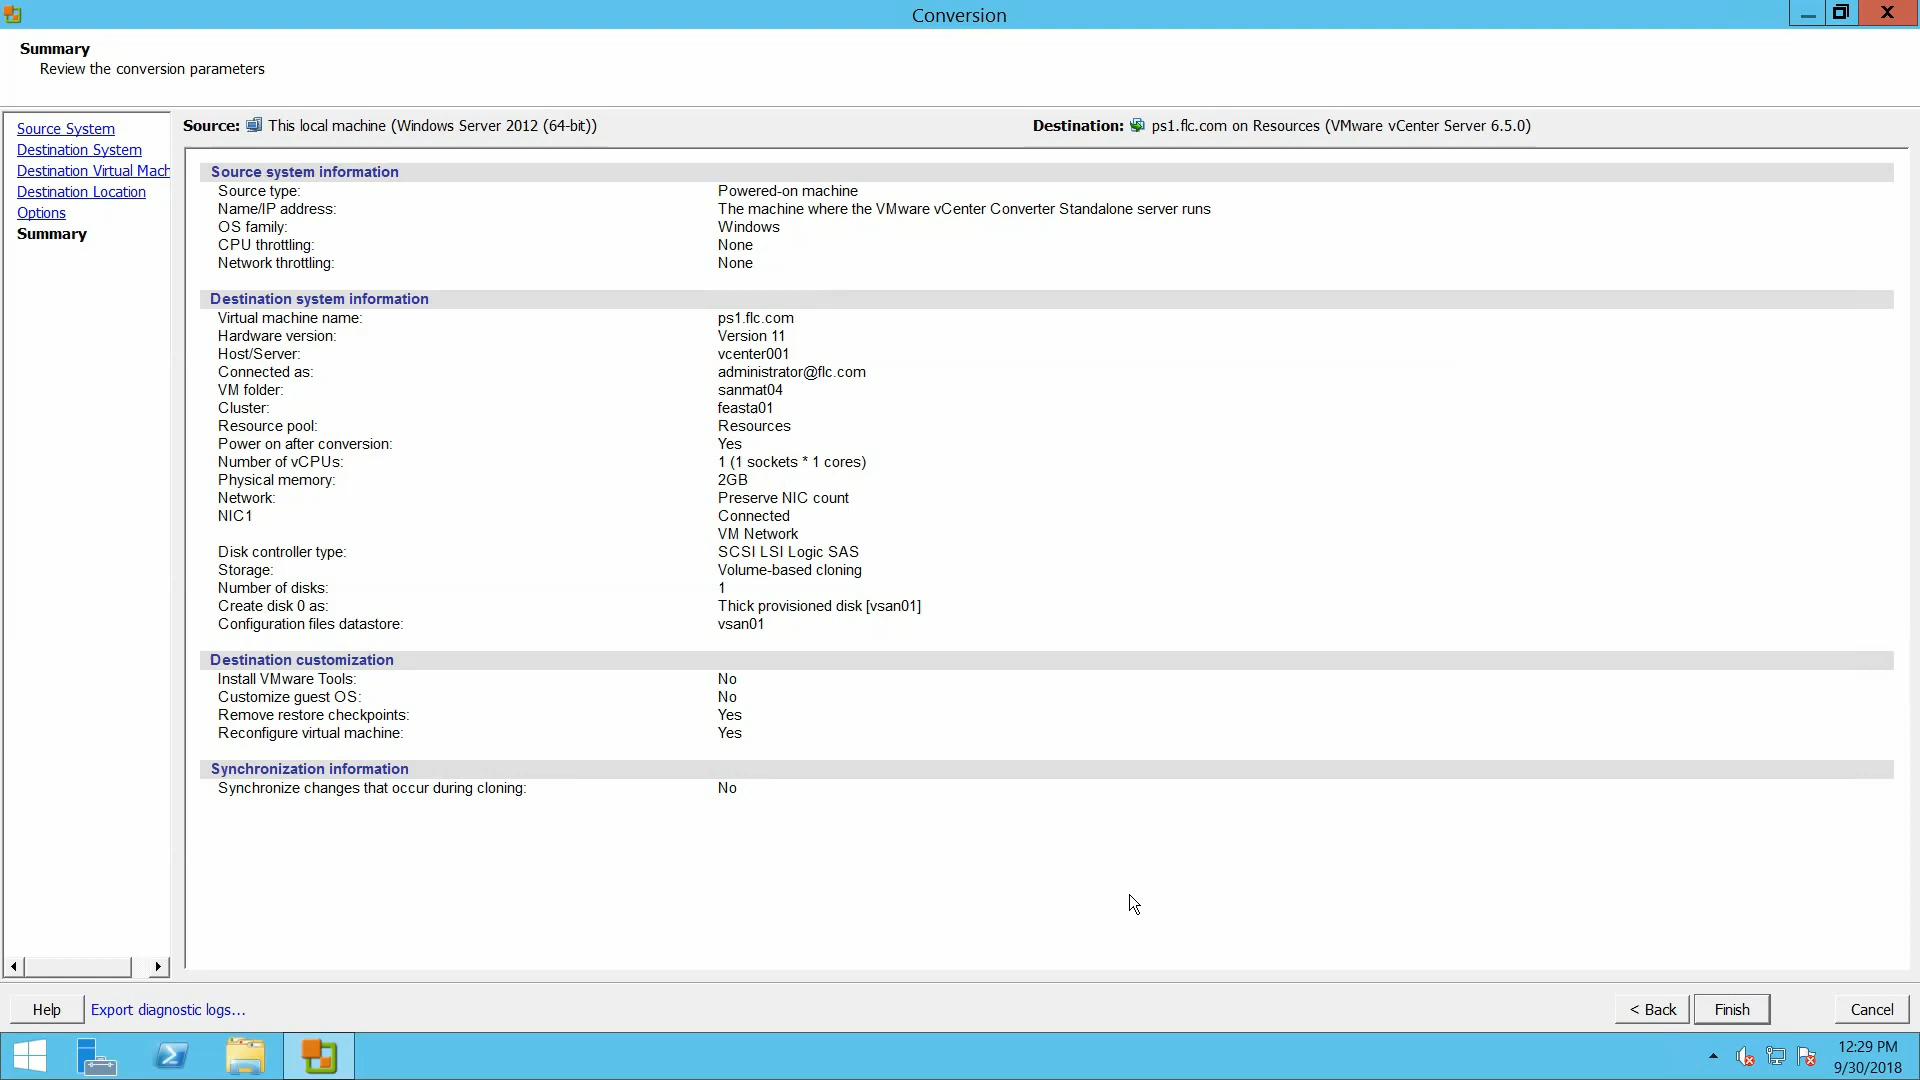 Conversion
Summary
Review the conversion parameters
Source System
Destination System
Destination Virtual Mach
Destination Location
Options
Summary
Source: This local machine (Windows Server 2012 (64-bit)) Destination: ps1.flc.com on Resources (VMware vCenter Server 6.5.0)
Source system information
Source type: Powered-on machine
Name/IP address: The machine where the VMware vCenter Converter Standalone server runs
OS family: Windows
CPU throttling: None
Network throttling: None
Destination system information
Virtual machine name: ps1.flc.com
Hardware version: Version 11
Host/Server: vcenter001
Connected as: administrator@flc.com
VM folder: sanmat04
Cluster: feasta01
Resource pool: Resources
Power on after conversion: Yes
Number of vCPUs: 1 (1 sockets * 1 cores)
Physical memory: 2GB
Network: Preserve NIC count
NIC1 Connected
VM Network
Disk controller type: SCSI LSI Logic SAS
Storage: Volume-based cloning
Number of disks: 1
Create disk 0 as: Thick provisioned disk [vsan01]
Configuration files datastore: vsan01
Destination customization
Install VMware Tools: No
Customize guest OS: No
Remove restore checkpoints: Yes
Reconfigure virtual machine: Yes
Synchronization information
Synchronize changes that occur during cloning: No
Help Export diagnostic logs... < Back Finish Cancel
12:29 PM
9/30/2018